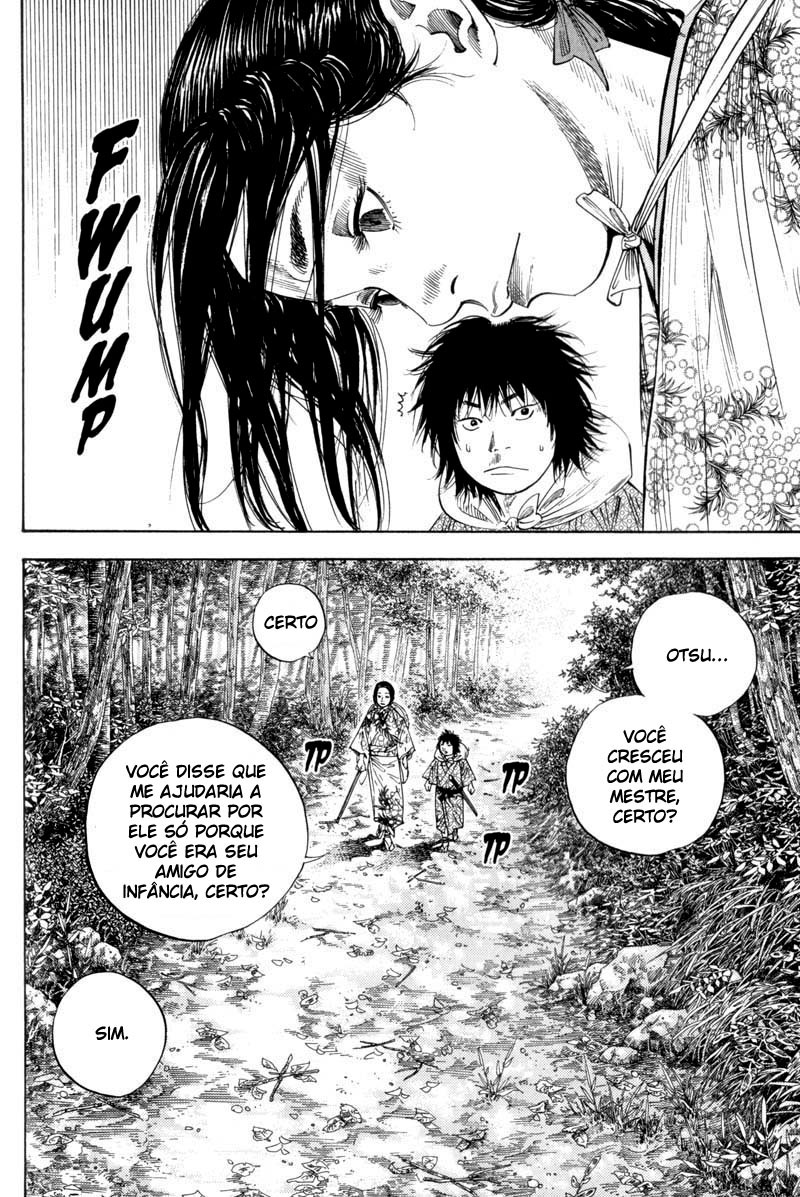 FWUMP
OTSU...
VOCÊ
CRESCEU
COM MEU
MESTRE,
CERTO?
CERTO
TP
TP
TP
VOCÊ DISSE QUE
ME AJUDARIA A
PROCURAR POR
ELE SÓ PORQUE
VOCÊ ERA SEU
AMIGO DE
INFÂNCIA, CERTO?
SIM.